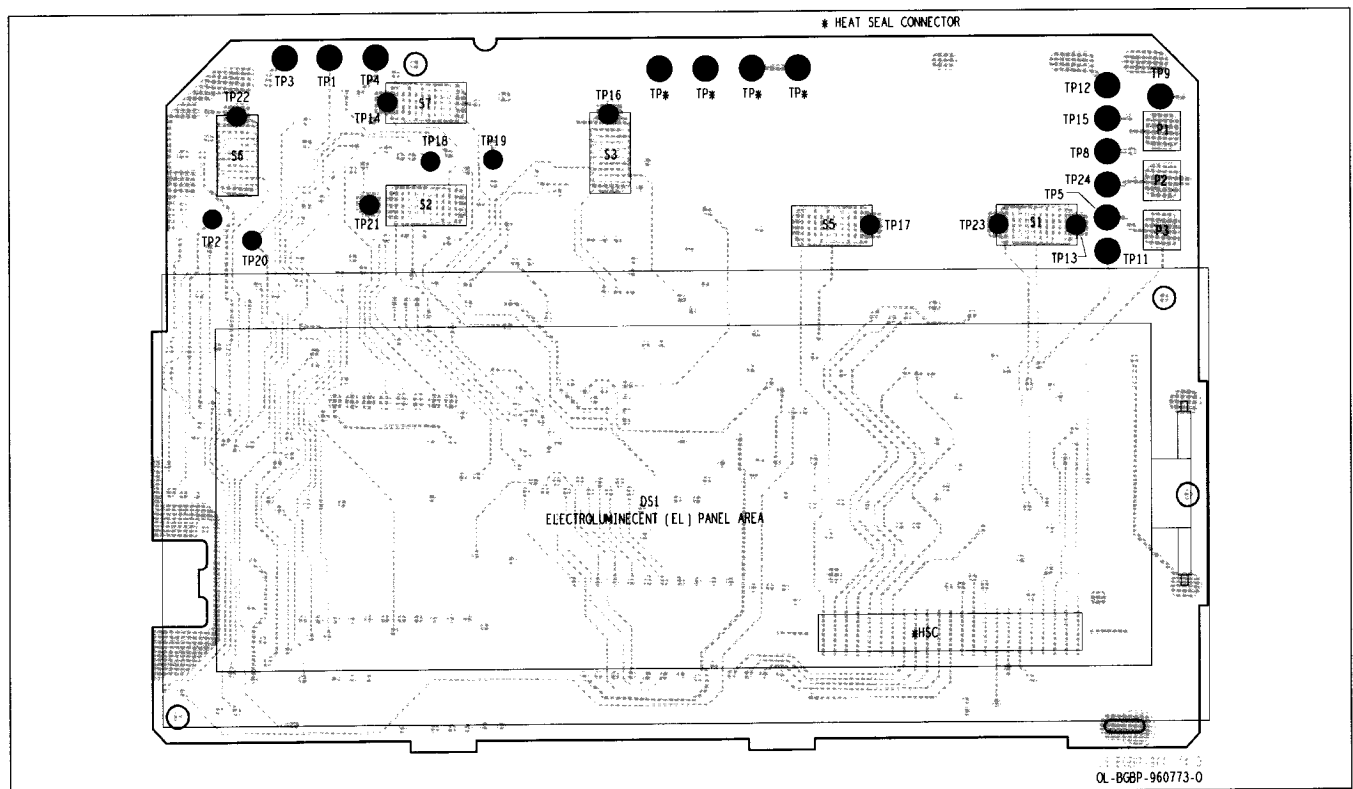 * HEAT SEAL CONNECTOR
TP3 TP1 TP4
TP* TP* TP* TP*
TP12 TP9
TP22 TP14 S7 TP16
TP15 P1
S6 TP18 TP19 S3
TP8
TP24 P2
TP5
TP21 S2
TP2 TP20
S5 TP17 TP23 S1 P3
TP13 TP11
DS1
ELECTROLUMINECENT (EL) PANEL AREA
*HSC
OL-BGBP-960773-O